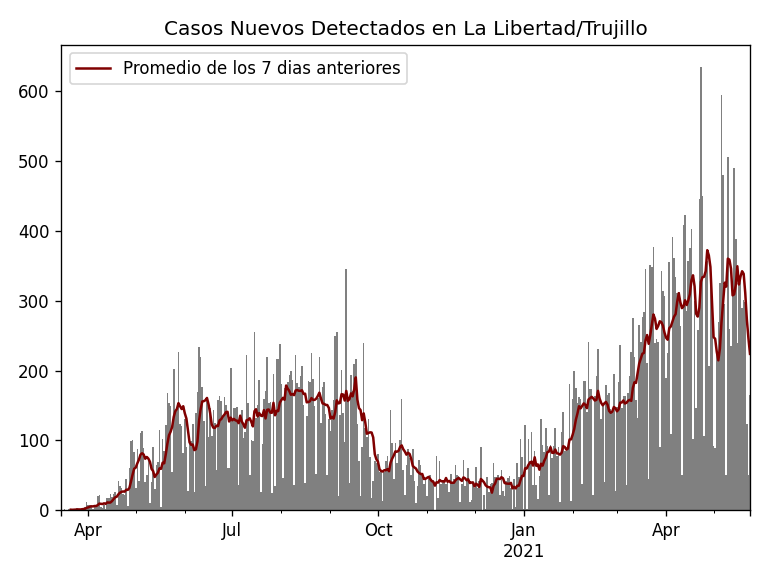 Casos Nuevos Detectados en La Libertad/Trujillo
Promedio de los 7 dias anteriores
600
500
400
300
200
100
0
Apr Jul Oct Jan Apr
2021